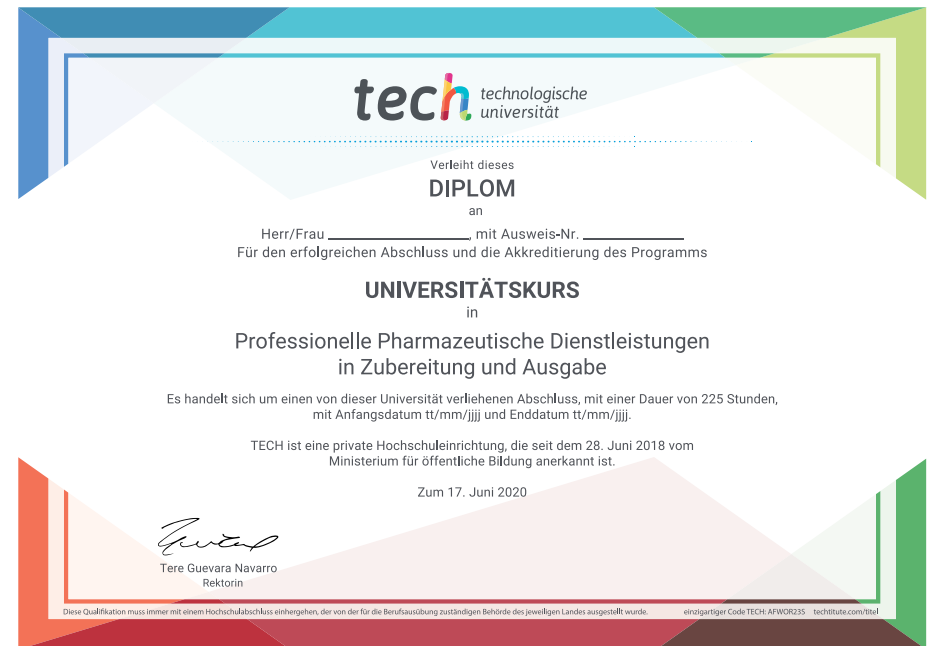 tech technologische
universität
Verleiht dieses
DIPLOM
an
Herr/Frau ____________________, mit Ausweis-Nr. ______________
Für den erfolgreichen Abschluss und die Akkreditierung des Programms
UNIVERSITÄTSKURS
in
Professionelle Pharmazeutische Dienstleistungen
in Zubereitung und Ausgabe
Es handelt sich um einen von dieser Universität verliehenen Abschluss, mit einer Dauer von 225 Stunden,
mit Anfangsdatum tt/mm/jjjj und Enddatum tt/mm/jjjj.
TECH ist eine private Hochschuleinrichtung, die seit dem 28. Juni 2018 vom
Ministerium für öffentliche Bildung anerkannt ist.
Zum 17. Juni 2020
Tere Guevara Navarro
Rektorin
Diese Qualifikation muss immer mit einem Hochschulabschluss einhergehen, der von der für die Berufsausübung zuständigen Behörde des jeweiligen Landes ausgestellt wurde. einzigartiger Code TECH: AFWOR235 techtitute.com/titel